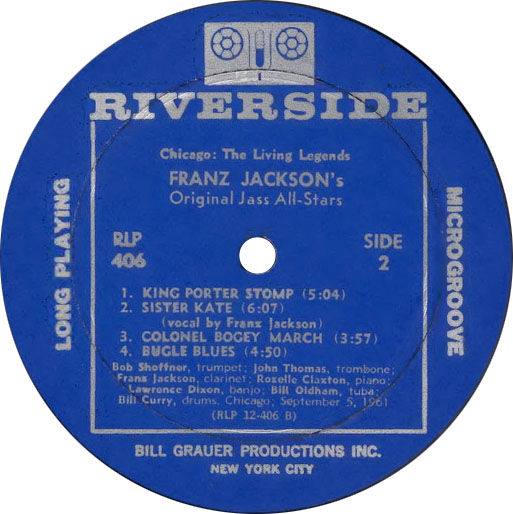 RIVERSIDE
Chicago: The Living Legends
FRANZ JACKSON's
Original Jass All-Stars
LONG PLAYING
RLP
406
SIDE
2
MICROGROOVE
1. KING PORTER STOMP (5:04)
2. SISTER KATE (6:07)
(vocal by Franz Jackson)
3. COLONEL BOGEY MARCH (3:57)
4. BUGLE BLUES (4:50)
Bob Shoffner, trumpet; John Thomas, trombone;
Franz Jackson, clarinet; Rozelle Claxton, piano;
Lawrence Dixon, banjo; Bill Oldham, tuba;
Bill Curry, drums. Chicago; September 5, 1961
(RLP 12-406 B)
BILL GRAUER PRODUCTIONS INC.
NEW YORK CITY